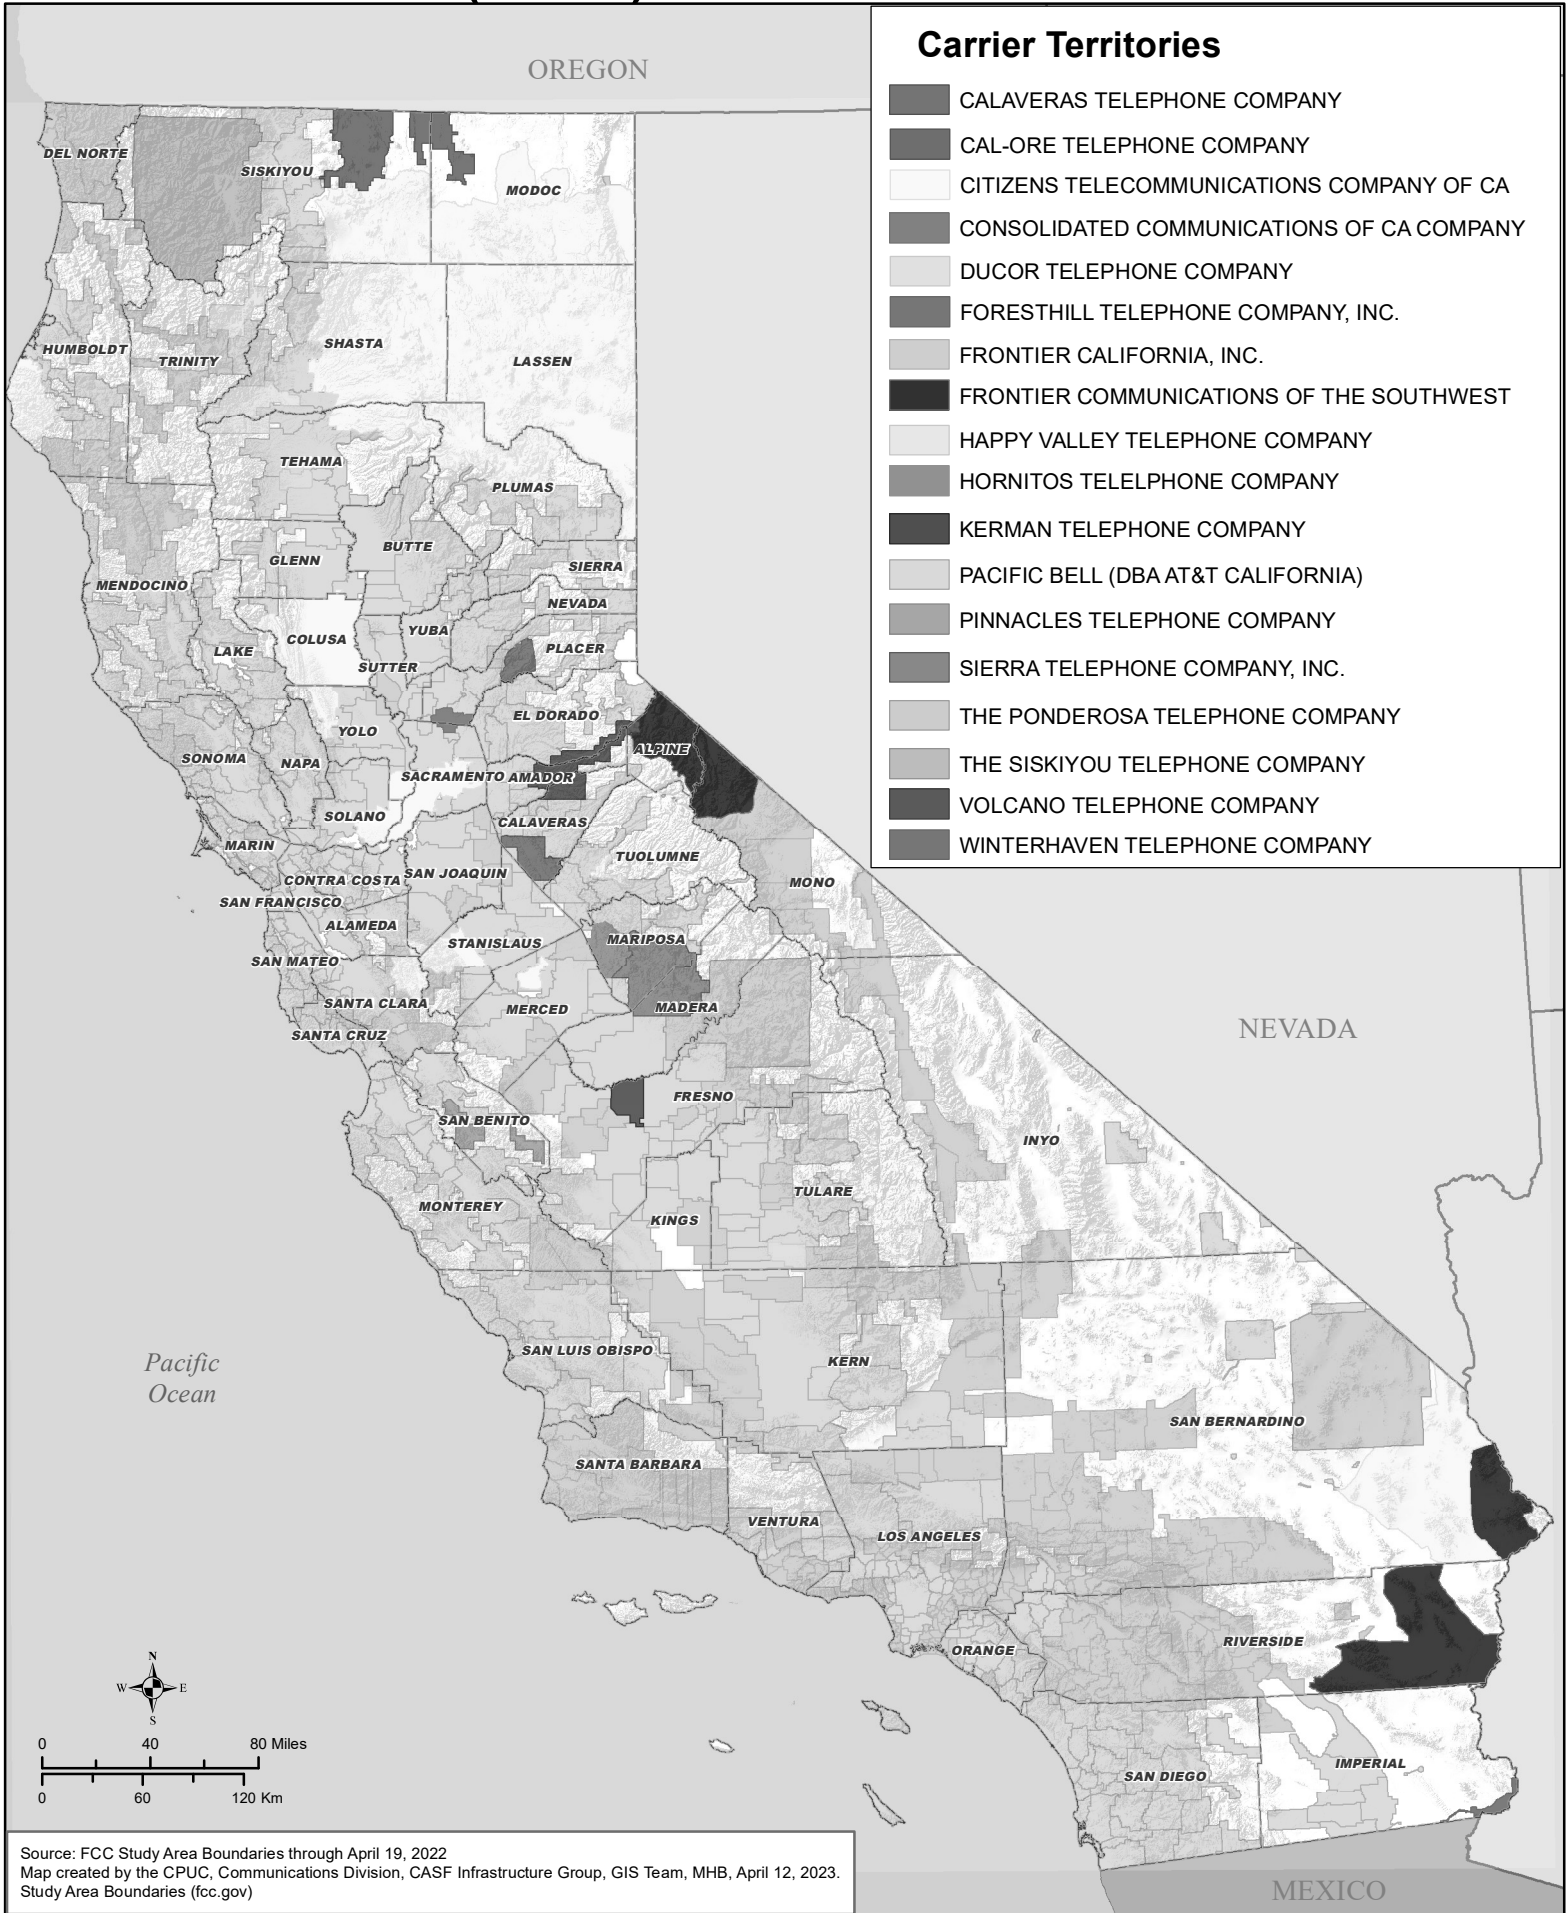 OREGON
Carrier Territories
CALAVERAS TELEPHONE COMPANY
CAL-ORE TELEPHONE COMPANY
CITIZENS TELECOMMUNICATIONS COMPANY OF CA
CONSOLIDATED COMMUNICATIONS OF CA COMPANY
DUCOR TELEPHONE COMPANY
FORESTHILL TELEPHONE COMPANY, INC.
FRONTIER CALIFORNIA, INC.
FRONTIER COMMUNICATIONS OF THE SOUTHWEST
HAPPY VALLEY TELEPHONE COMPANY
HORNITOS TELELPHONE COMPANY
KERMAN TELEPHONE COMPANY
PACIFIC BELL (DBA AT&T CALIFORNIA)
PINNACLES TELEPHONE COMPANY
SIERRA TELEPHONE COMPANY, INC.
THE PONDEROSA TELEPHONE COMPANY
THE SISKIYOU TELEPHONE COMPANY
VOLCANO TELEPHONE COMPANY
WINTERHAVEN TELEPHONE COMPANY
DEL NORTE
SISKIYOU
MODOC
HUMBOLDT
TRINITY
SHASTA
LASSEN
TEHAMA
PLUMAS
GLENN
BUTTE
MENDOCINO
SIERRA
NEVADA
COLUSA
YUBA
LAKE
SUTTER
PLACER
EL DORADO
YOLO
SONOMA
NAPA
ALPINE
SACRAMENTO
AMADOR
SOLANO
CALAVERAS
MARIN
TUOLUMNE
CONTRA COSTA
SAN JOAQUIN
MONO
SAN FRANCISCO
ALAMEDA
STANISLAUS
MARIPOSA
SAN MATEO
SANTA CLARA
MERCED
MADERA
SANTA CRUZ
NEVADA
FRESNO
SAN BENITO
INYO
MONTEREY
TULARE
KINGS
Pacific
Ocean
SAN LUIS OBISPO
KERN
SAN BERNARDINO
SANTA BARBARA
VENTURA
LOS ANGELES
ORANGE
RIVERSIDE
SAN DIEGO
IMPERIAL
MEXICO
N
W
E
S
0 40 80 Miles
0 60 120 Km
Source: FCC Study Area Boundaries through April 19, 2022
Map created by the CPUC, Communications Division, CASF Infrastructure Group, GIS Team, MHB, April 12, 2023.
Study Area Boundaries (fcc.gov)